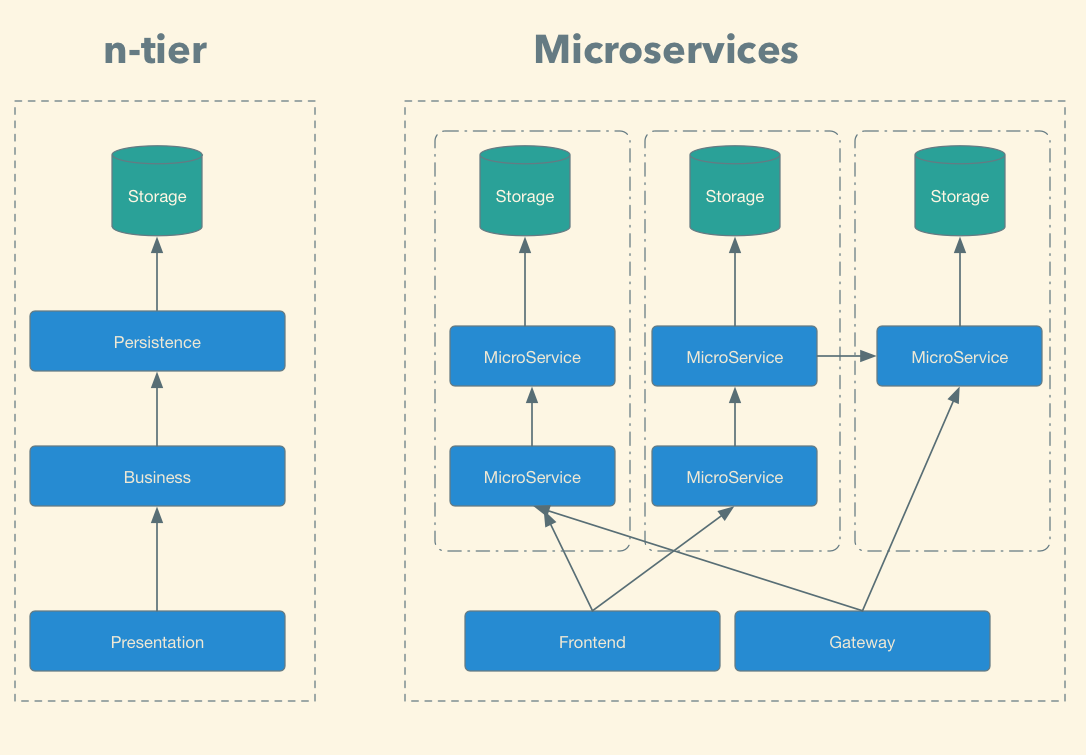 n-tier
Storage
Persistence
Business
Presentation
Microservices
Storage
Storage
Storage
MicroService
MicroService
MicroService
MicroService
MicroService
Frontend
Gateway